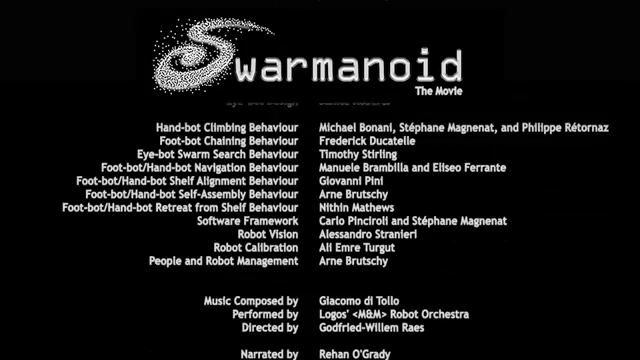 Swarmanoid
The Movie
Hand-bot Climbing Behaviour Michael Bonani, Stéphane Magnenat, and Philippe Rétornaz
Foot-bot Chaining Behaviour Frederick Ducatelle
Eye-bot Swarm Search Behaviour Timothy Stirling
Foot-bot/Hand-bot Navigation Behaviour Manuele Brambilla and Eliseo Ferrante
Foot-bot/Hand-bot Shelf Alignment Behaviour Giovanni Pini
Foot-bot/Hand-bot Self-Assembly Behaviour Arne Brutschy
Foot-bot/Hand-bot Retreat from Shelf Behaviour Nithin Mathews
Software Framework Carlo Pinciroli and Stéphane Magnenat
Robot Vision Alessandro Stranieri
Robot Calibration Ali Emre Turgut
People and Robot Management Arne Brutschy
Music Composed by Giacomo di Tollo
Performed by Logos' <M&M> Robot Orchestra
Directed by Godfried-Willem Raes
Narrated by Rehan O'Grady